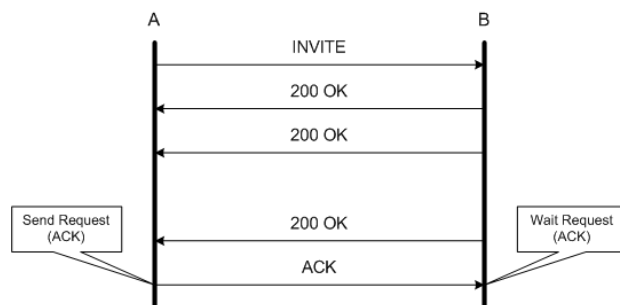 A
B
INVITE
200 OK
200 OK
200 OK
Send Request
(ACK)
Wait Request
(ACK)
ACK